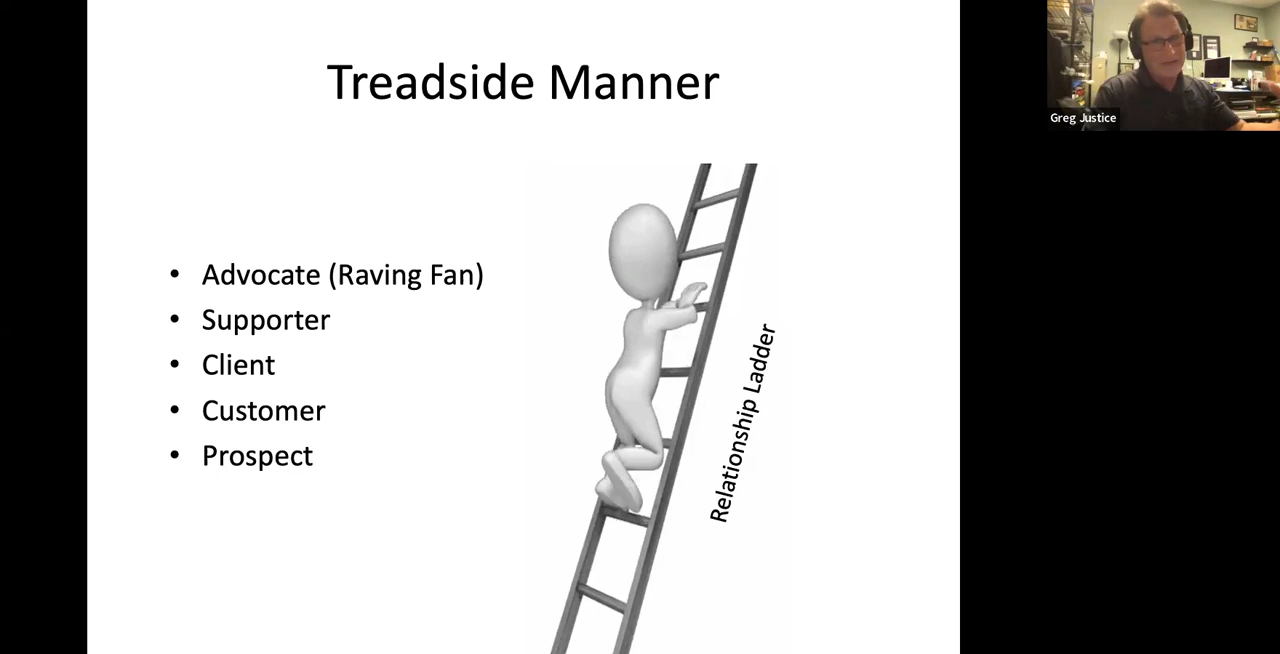 Treadside Manner
• Advocate (Raving Fan)
• Supporter
• Client
• Customer
• Prospect
Relationship Ladder
Greg Justice